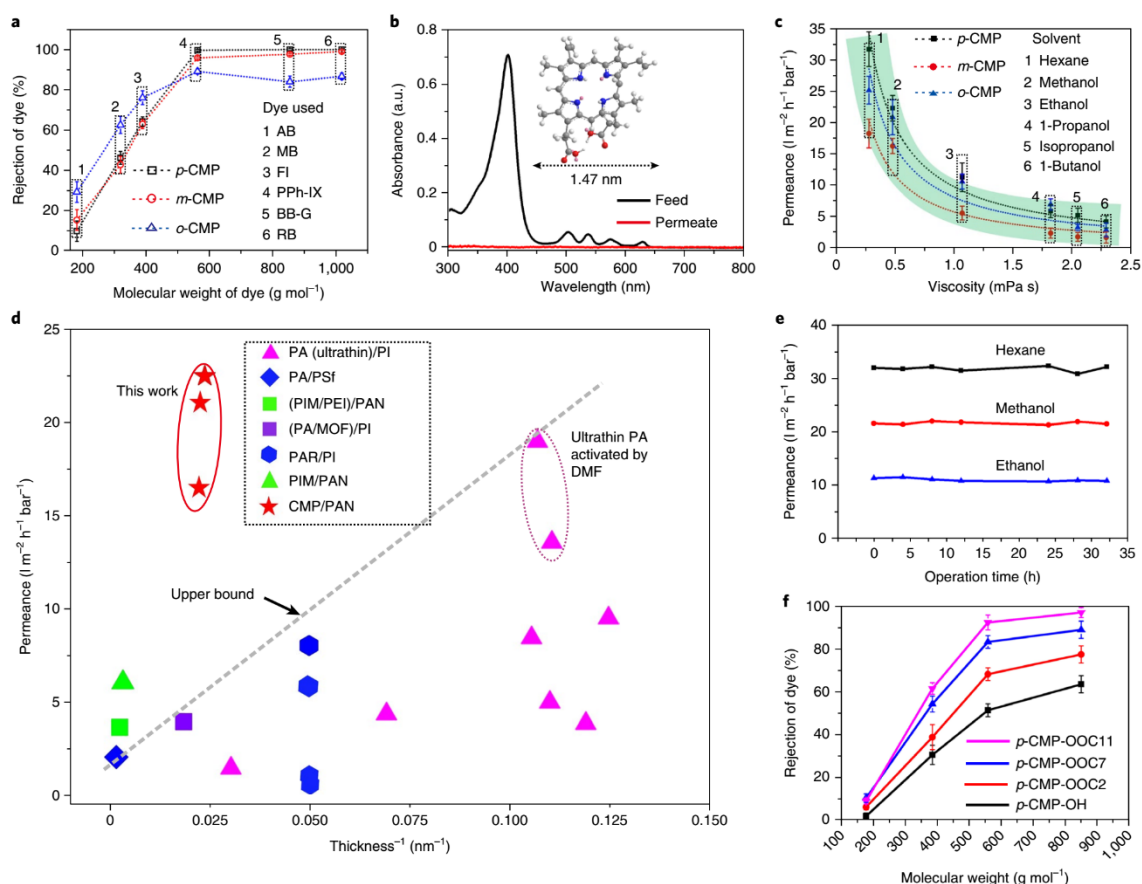 a
Rejection of dye (%)
100
80
60
40
20
0
1
2
3
4
5
6
p-CMP
m-CMP
o-CMP
Dye used
1 AB
2 MB
3 FI
4 PPh-IX
5 BB-G
6 RB
200
400
600
800
1,000
Molecular weight of dye (g mol⁻¹)
b
Absorbance (a.u.)
0.8
0.6
0.4
0.2
0
1.47 nm
Feed
Permeate
300
400
500
600
700
800
Wavelength (nm)
c
Permeance (l m⁻² h⁻¹ bar⁻¹)
35
30
25
20
15
10
5
0
1
2
3
4
5
6
p-CMP
m-CMP
o-CMP
Solvent
1 Hexane
2 Methanol
3 Ethanol
4 1-Propanol
5 Isopropanol
6 1-Butanol
0
0.5
1.0
1.5
2.0
2.5
Viscosity (mPa s)
d
Permeance (l m⁻² h⁻¹ bar⁻¹)
25
20
15
10
5
0
This work
PA (ultrathin)/PI
PA/PSf
(PIM/PEI)/PAN
(PA/MOF)/PI
PAR/PI
PIM/PAN
CMP/PAN
Ultrathin PA
activated by
DMF
Upper bound
0
0.025
0.050
0.075
0.100
0.125
0.150
Thickness⁻¹ (nm⁻¹)
e
Permeance (l m⁻² h⁻¹ bar⁻¹)
40
30
20
10
0
Hexane
Methanol
Ethanol
0
5
10
15
20
25
30
35
Operation time (h)
f
Rejection of dye (%)
100
80
60
40
20
0
p-CMP-OOC11
p-CMP-OOC7
p-CMP-OOC2
p-CMP-OH
100
200
300
400
500
600
700
800
900
1,000
Molecular weight (g mol⁻¹)